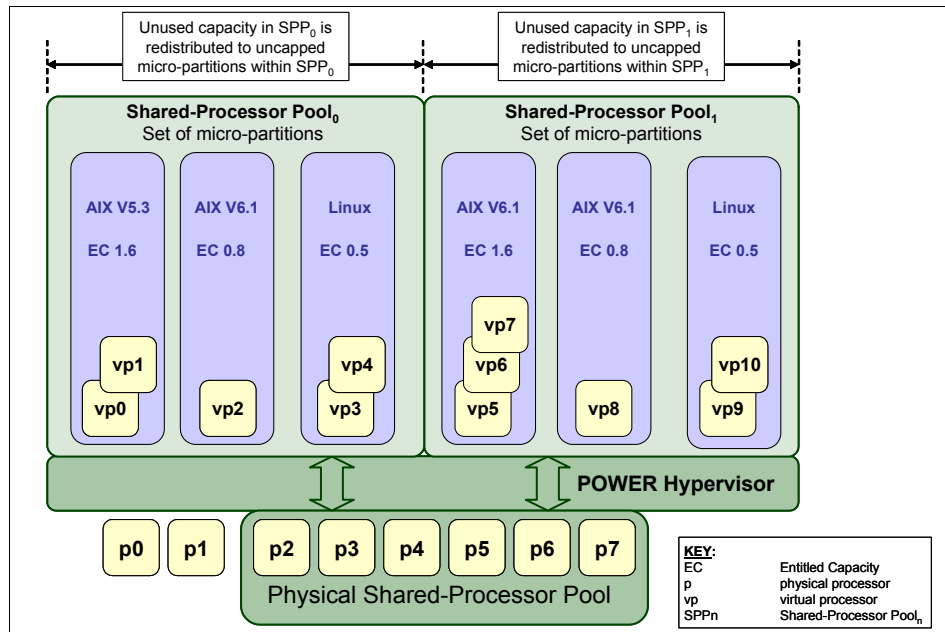 Unused capacity in SPP0 is
redistributed to uncapped
micro-partitions within SPP0
Unused capacity in SPP1 is
redistributed to uncapped
micro-partitions within SPP1
Shared-Processor Pool0
Set of micro-partitions
Shared-Processor Pool1
Set of micro-partitions
AIX V5.3
EC 1.6
AIX V6.1
EC 0.8
Linux
EC 0.5
AIX V6.1
EC 1.6
AIX V6.1
EC 0.8
Linux
EC 0.5
vp1
vp0
vp2
vp4
vp3
vp7
vp6
vp5
vp8
vp10
vp9
POWER Hypervisor
p0
p1
p2
p3
p4
p5
p6
p7
Physical Shared-Processor Pool
KEY:
EC Entitled Capacity
p physical processor
vp virtual processor
SPPn Shared-Processor Pooln